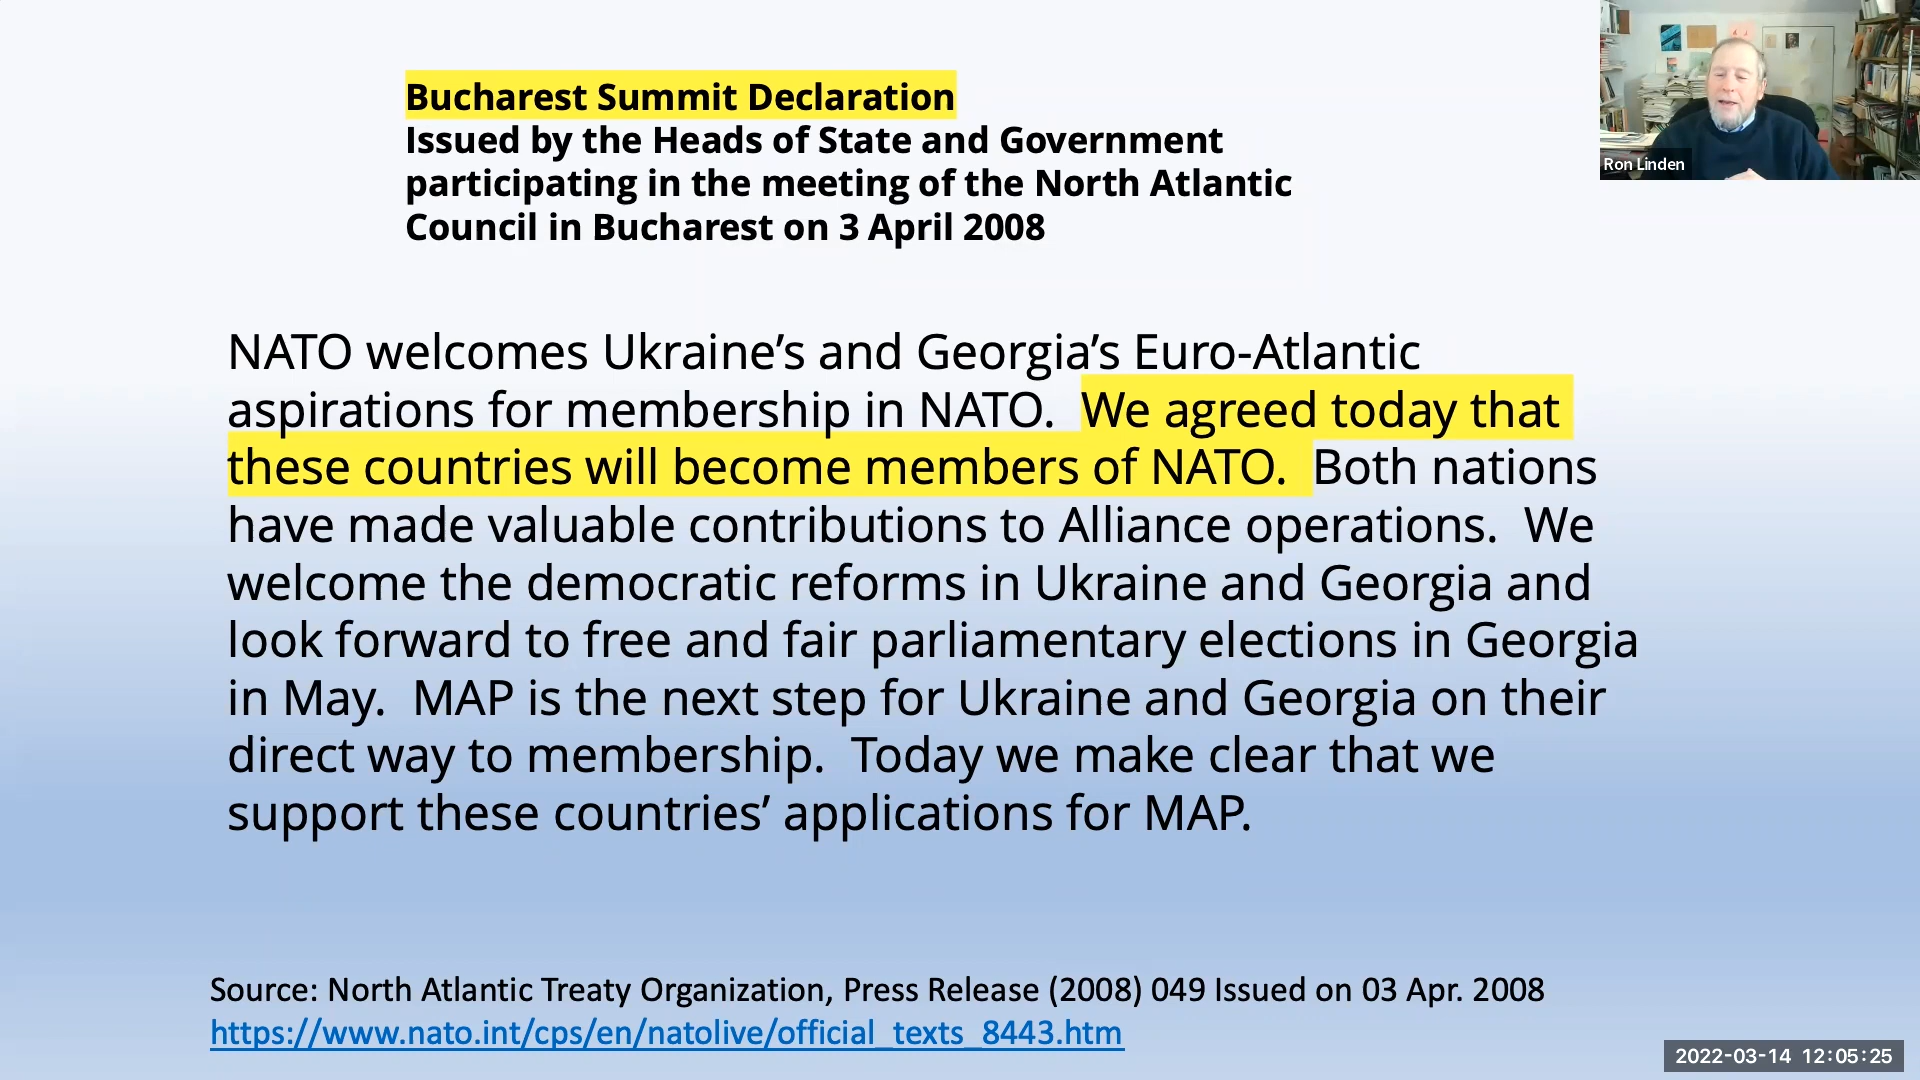 Bucharest Summit Declaration
Issued by the Heads of State and Government
participating in the meeting of the North Atlantic
Council in Bucharest on 3 April 2008
Ron Linden
NATO welcomes Ukraine’s and Georgia’s Euro-Atlantic
aspirations for membership in NATO.  We agreed today that
these countries will become members of NATO.  Both nations
have made valuable contributions to Alliance operations.  We
welcome the democratic reforms in Ukraine and Georgia and
look forward to free and fair parliamentary elections in Georgia
in May.  MAP is the next step for Ukraine and Georgia on their
direct way to membership.  Today we make clear that we
support these countries’ applications for MAP.
Source: North Atlantic Treaty Organization, Press Release (2008) 049 Issued on 03 Apr. 2008
https://www.nato.int/cps/en/natolive/official_texts_8443.htm
2022-03-14 12:05:25